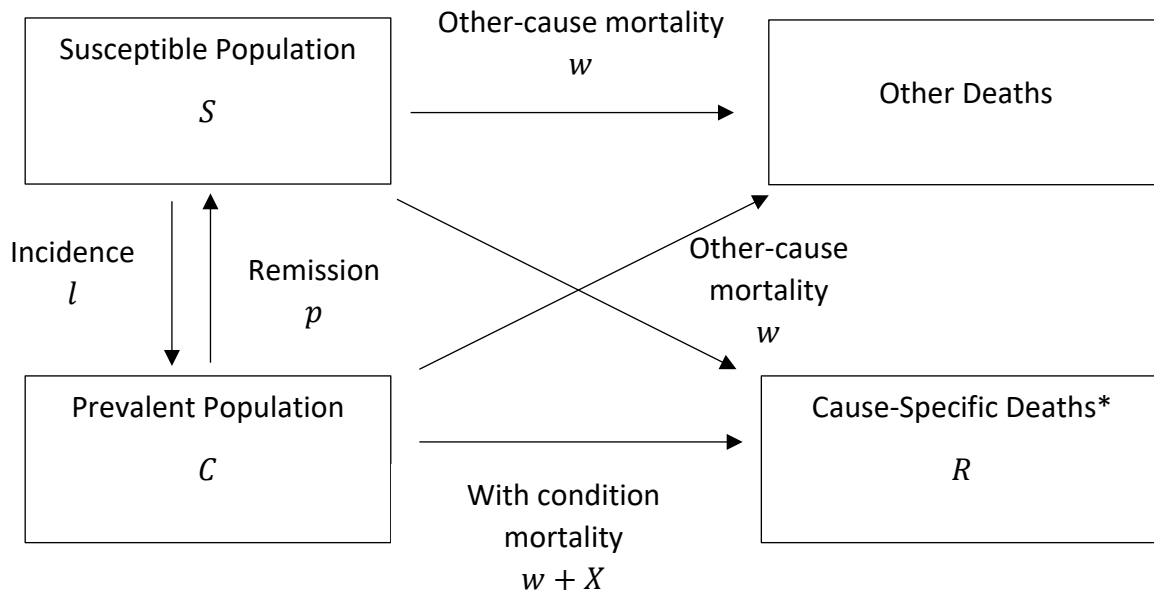 Susceptible Population
S
Other-cause mortality
w
Other Deaths
Incidence
l
Remission
p
Other-cause
mortality
w
Prevalent Population
C
With condition
mortality
w + X
Cause-Specific Deaths*
R